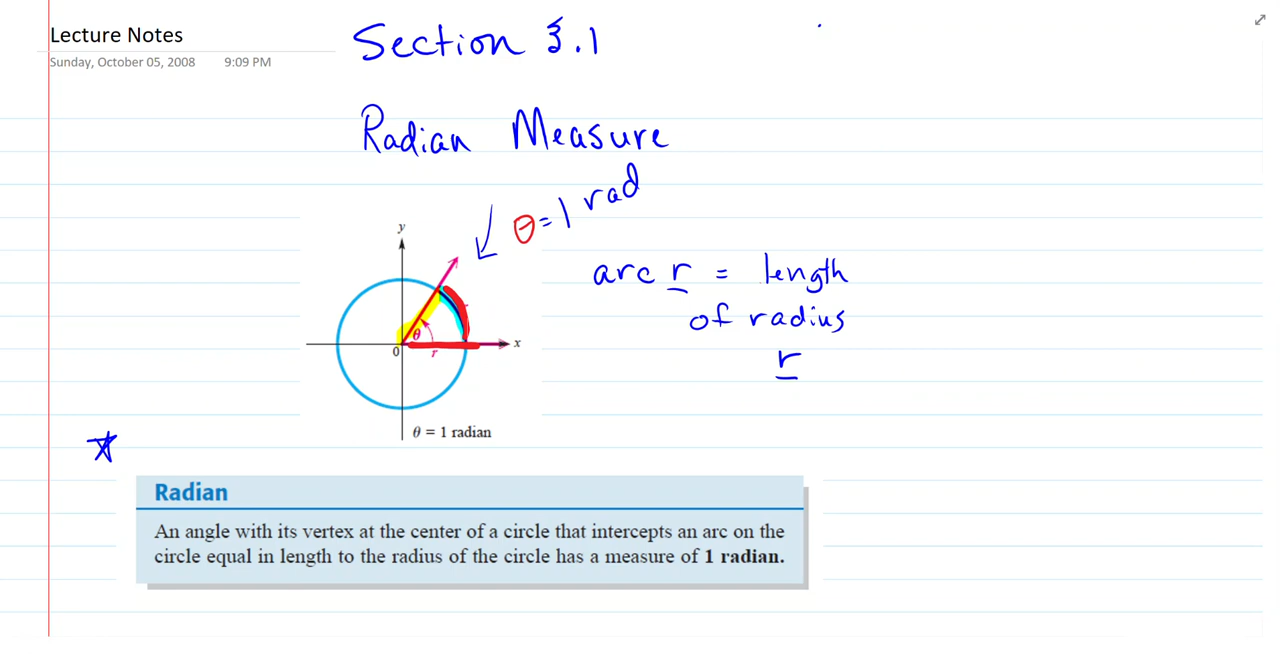 Lecture Notes
Sunday, October 05, 2008 9:09 PM
Section 3.1
Radian Measure
θ = 1 rad
y
arc r = length
of radius
r
θ
0
r
x
θ = 1 radian
Radian
An angle with its vertex at the center of a circle that intercepts an arc on the
circle equal in length to the radius of the circle has a measure of 1 radian.